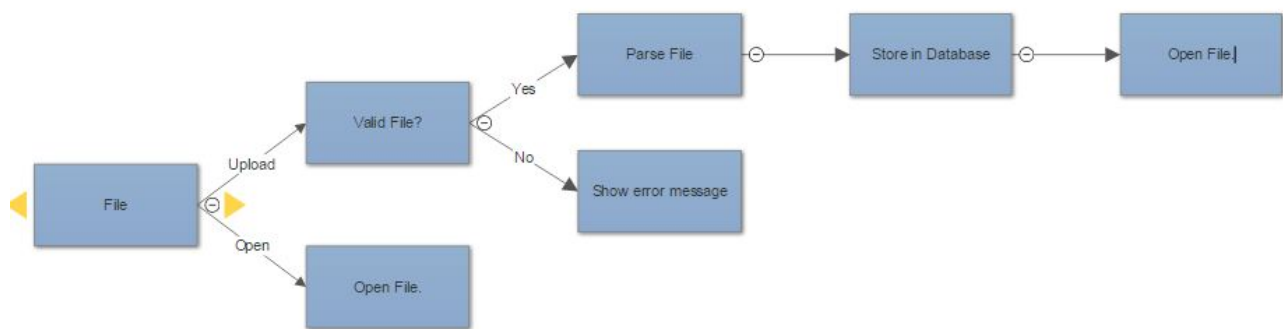 Parse File
Store in Database
Open File.
Yes
Valid File?
No
Upload
Show error message
File
Open
Open File.